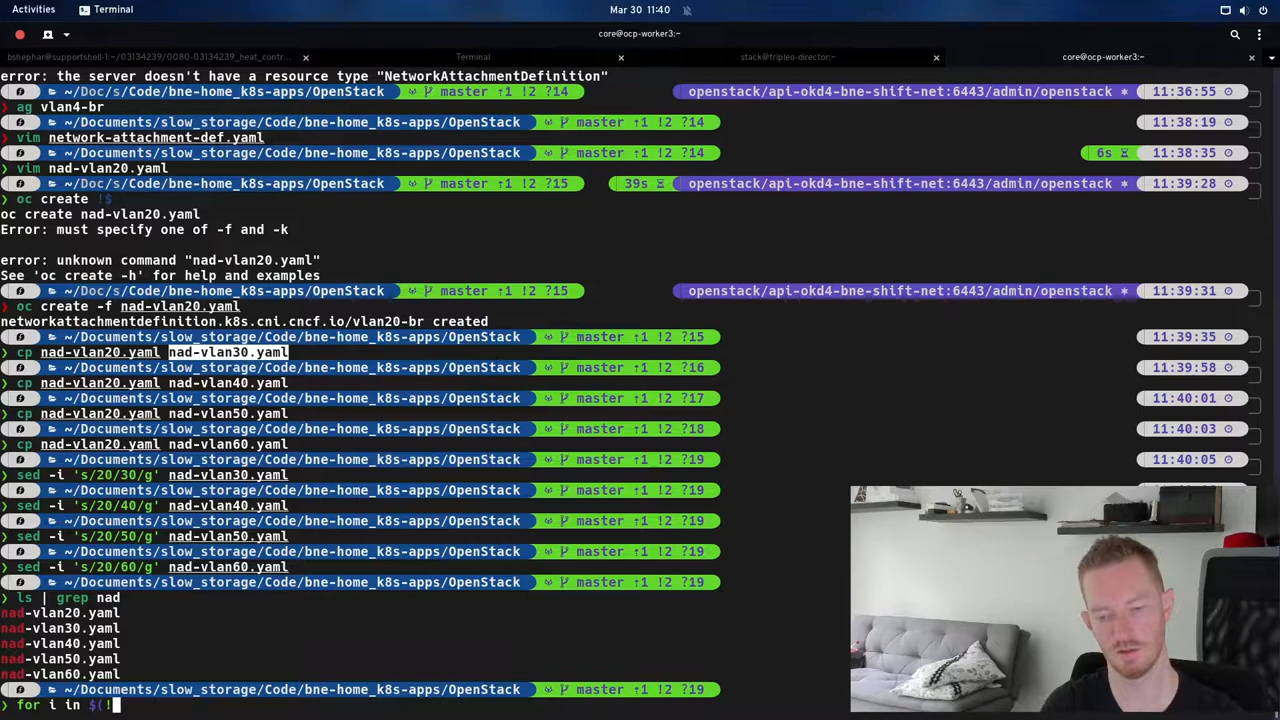 Activities Terminal Mar 30 11:40
core@ocp-worker3:~
bshephar@supportshell-1:~/03134239/0080-03134239_heat_contr... × Terminal × stack@tripleo-director:~ × core@ocp-worker3:~ ×
error: the server doesn't have a resource type "NetworkAttachmentDefinition"
~/Doc/s/Code/bne-home_k8s-apps/OpenStack master ↑1 !2 ?14 openstack/api-okd4-bne-shift-net:6443/admin/openstack 11:36:55
❯ ag vlan4-br
~/Documents/slow_storage/Code/bne-home_k8s-apps/OpenStack master ↑1 !2 ?14 11:38:19
❯ vim network-attachment-def.yaml
~/Documents/slow_storage/Code/bne-home_k8s-apps/OpenStack master ↑1 !2 ?14 6s 11:38:35
❯ vim nad-vlan20.yaml
~/Doc/s/Code/bne-home_k8s-apps/OpenStack master ↑1 !2 ?15 39s openstack/api-okd4-bne-shift-net:6443/admin/openstack 11:39:28
❯ oc create !$
oc create nad-vlan20.yaml
Error: must specify one of -f and -k
error: unknown command "nad-vlan20.yaml"
See 'oc create -h' for help and examples
~/Doc/s/Code/bne-home_k8s-apps/OpenStack master ↑1 !2 ?15 openstack/api-okd4-bne-shift-net:6443/admin/openstack 11:39:31
❯ oc create -f nad-vlan20.yaml
networkattachmentdefinition.k8s.cni.cncf.io/vlan20-br created
~/Documents/slow_storage/Code/bne-home_k8s-apps/OpenStack master ↑1 !2 ?15 11:39:35
❯ cp nad-vlan20.yaml nad-vlan30.yaml
~/Documents/slow_storage/Code/bne-home_k8s-apps/OpenStack master ↑1 !2 ?16 11:39:58
❯ cp nad-vlan20.yaml nad-vlan40.yaml
~/Documents/slow_storage/Code/bne-home_k8s-apps/OpenStack master ↑1 !2 ?17 11:40:01
❯ cp nad-vlan20.yaml nad-vlan50.yaml
~/Documents/slow_storage/Code/bne-home_k8s-apps/OpenStack master ↑1 !2 ?18 11:40:03
❯ cp nad-vlan20.yaml nad-vlan60.yaml
~/Documents/slow_storage/Code/bne-home_k8s-apps/OpenStack master ↑1 !2 ?19 11:40:05
❯ sed -i 's/20/30/g' nad-vlan30.yaml
~/Documents/slow_storage/Code/bne-home_k8s-apps/OpenStack master ↑1 !2 ?19
❯ sed -i 's/20/40/g' nad-vlan40.yaml
~/Documents/slow_storage/Code/bne-home_k8s-apps/OpenStack master ↑1 !2 ?19
❯ sed -i 's/20/50/g' nad-vlan50.yaml
~/Documents/slow_storage/Code/bne-home_k8s-apps/OpenStack master ↑1 !2 ?19
❯ sed -i 's/20/60/g' nad-vlan60.yaml
~/Documents/slow_storage/Code/bne-home_k8s-apps/OpenStack master ↑1 !2 ?19
❯ ls | grep nad
nad-vlan20.yaml
nad-vlan30.yaml
nad-vlan40.yaml
nad-vlan50.yaml
nad-vlan60.yaml
~/Documents/slow_storage/Code/bne-home_k8s-apps/OpenStack master ↑1 !2 ?19
❯ for i in $(!